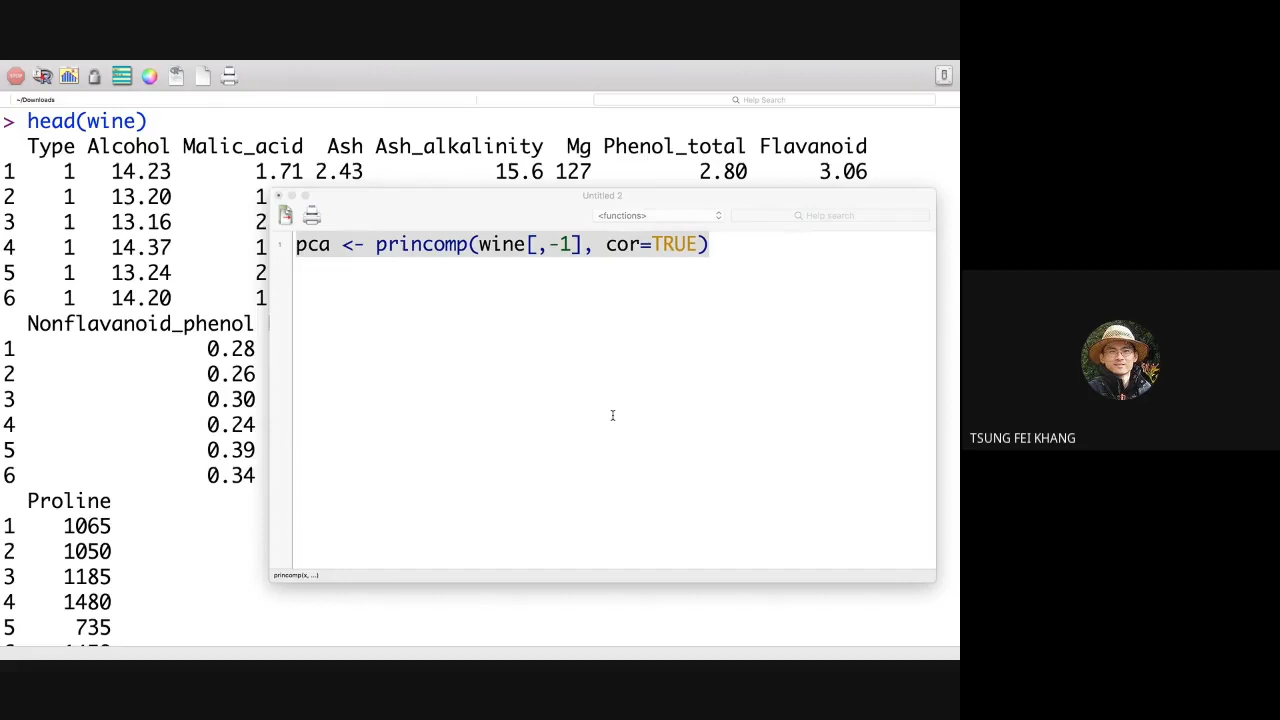 STOP
~/Downloads
Help Search
> head(wine)
Type Alcohol Malic_acid Ash Ash_alkalinity Mg Phenol_total Flavanoid
1 1 14.23 1.71 2.43 15.6 127 2.80 3.06
2 1 13.20 1
3 1 13.16 2
4 1 14.37 1
5 1 13.24 2
6 1 14.20 1
Nonflavanoid_phenol
1 0.28
2 0.26
3 0.30
4 0.24
5 0.39
6 0.34
Proline
1 1065
2 1050
3 1185
4 1480
5 735
Untitled 2
<functions>
Help search
1 pca <- princomp(wine[,-1], cor=TRUE)
princomp(x, ...)
TSUNG FEI KHANG